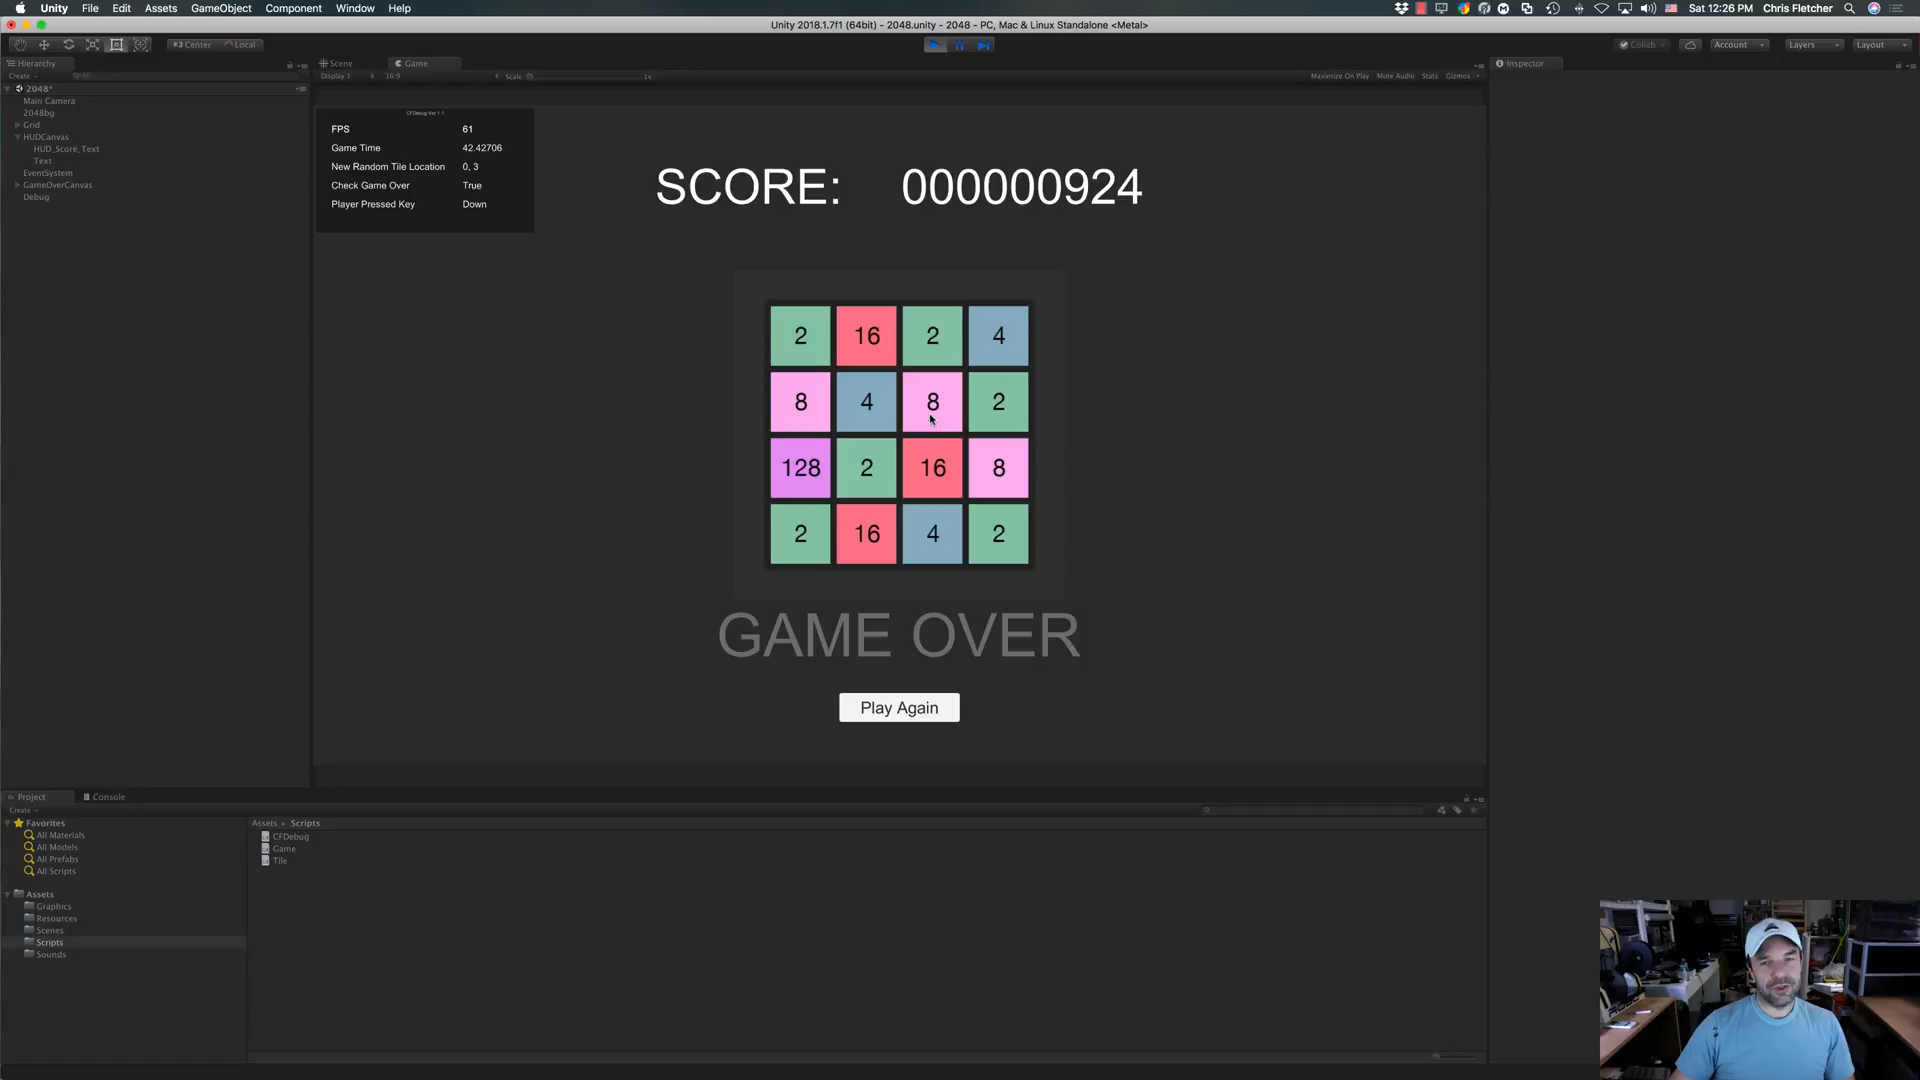 Unity File Edit Assets GameObject Component Window Help Sat 12:26 PM Chris Fletcher
Unity 2018.1.7f1 (64bit) - 2048.unity - 2048 - PC, Mac & Linux Standalone <Metal>
Center Local Collab Account Layers Layout
Hierarchy Scene Game Inspector
Create All Display 1 16:9 Scale 1x Maximize On Play Mute Audio Stats Gizmos
2048*
Main Camera
2048bg
Grid
HUDCanvas
HUD_Score_Text
Text
EventSystem
GameOverCanvas
Debug
CFDebug Ver 1.1
FPS 61
Game Time 42.42706
New Random Tile Location 0, 3
Check Game Over True
Player Pressed Key Down
SCORE: 000000924
2 16 2 4
8 4 8 2
128 2 16 8
2 16 4 2
GAME OVER
Play Again
Project Console
Create
Favorites
All Materials
All Models
All Prefabs
All Scripts
Assets
Graphics
Resources
Scenes
Scripts
Sounds
Assets Scripts
CFDebug
Game
Tile